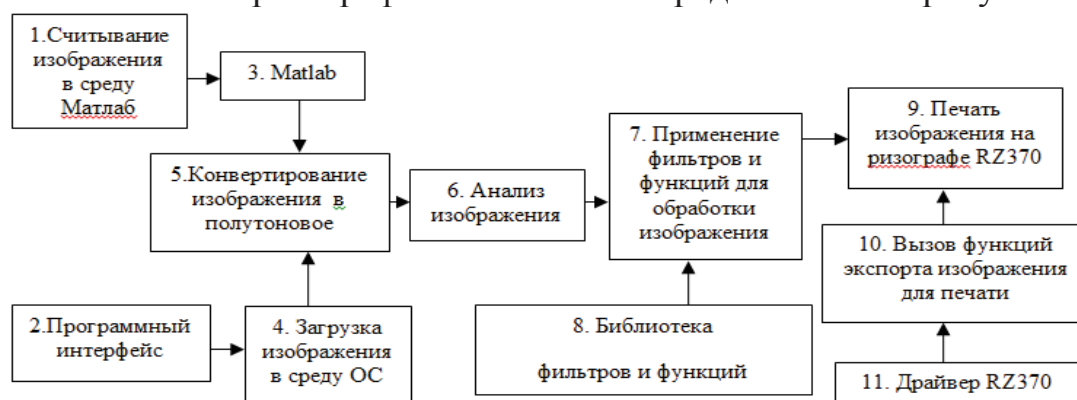 1.Считывание
изображения
в среду
Матлаб
3. Matlab
5.Конвертирование
изображения в
полутоновое
6. Анализ
изображения
7. Применение
фильтров и
функций для
обработки
изображения
9. Печать
изображения на
ризографе RZ370
2.Программный
интерфейс
4. Загрузка
изображения
в среду ОС
8. Библиотека
фильтров и функций
10. Вызов функций
экспорта изображения
для печати
11. Драйвер RZ370